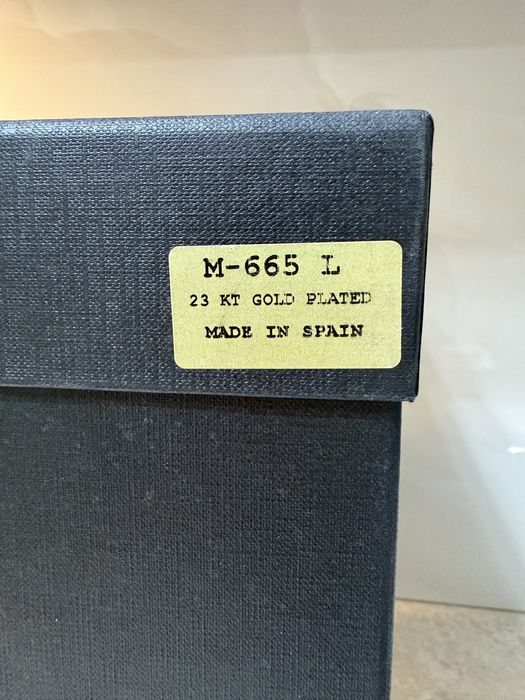 M-665 L
23 KT GOLD PLATED
MADE IN SPAIN